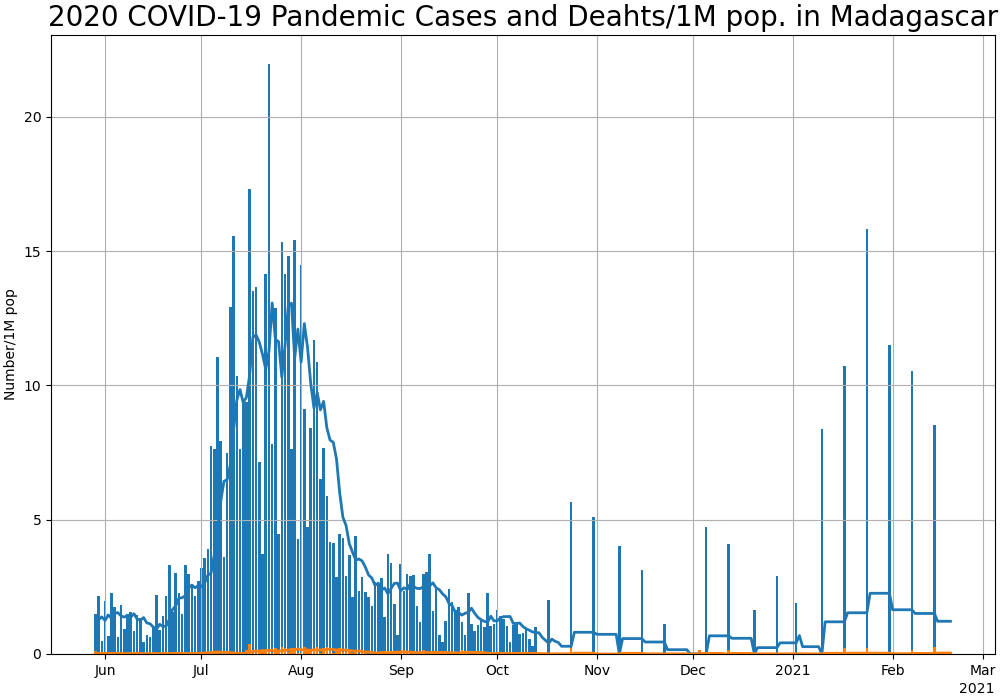 2020 COVID-19 Pandemic Cases and Deahts/1M pop. in Madagascar
Number/1M pop
20
15
10
5
0
Jun Jul Aug Sep Oct Nov Dec 2021 Feb Mar
2021